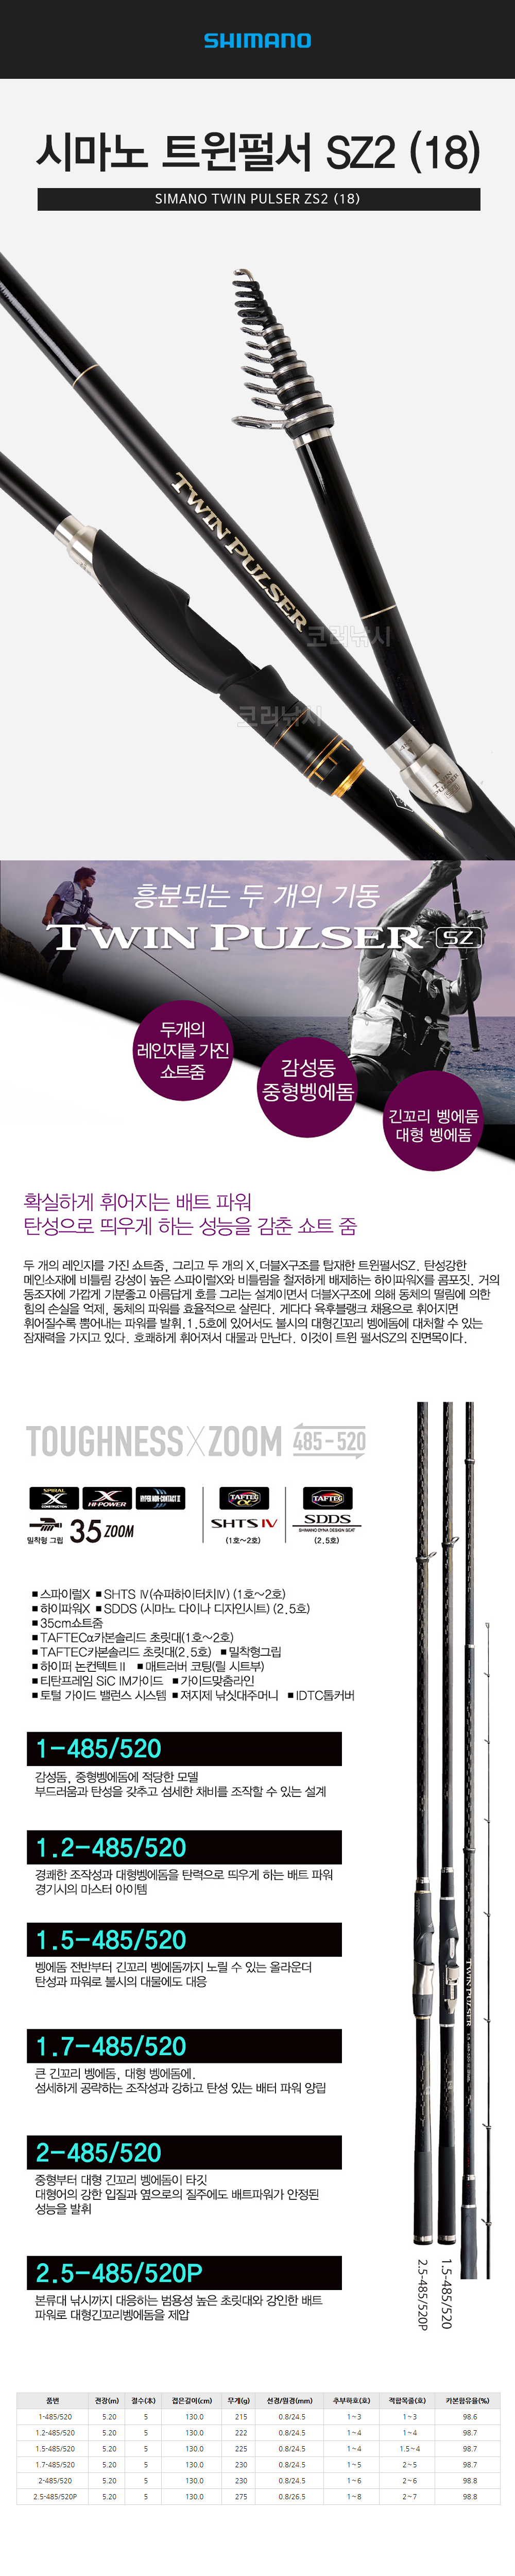 SHIMANO
시마노 트윈펄서 SZ2 (18)
SIMANO TWIN PULSER ZS2 (18)
TWIN PULSER
코러낚시
코러낚시
TWIN
PULSER
흥분되는 두 개의 기동
TWIN PULSER SZ
두개의
레인지를 가진
쇼트줌
감성동
중형벵에돔
긴꼬리 벵에돔
대형 벵에돔
확실하게 휘어지는 배트 파워
탄성으로 띄우게 하는 성능을 감춘 쇼트 줌
두 개의 레인지를 가진 쇼트줌, 그리고 두 개의 X,더블X구조를 탑재한 트윈펄서SZ. 탄성강한
메인소재에 비틀림 강성이 높은 스파이럴X와 비틀림을 철저하게 배제하는 하이파워X를 콤포짓. 거의
동조자에 가깝게 기분좋고 아름답게 호를 그리는 설계이면서 더블X구조에 의해 동체의 떨림에 의한
힘의 손실을 억제, 동체의 파워를 효율적으로 살린다. 게다가 육후블랭크 채용으로 휘어지면
휘어질수록 뿜어내는 파워를 발휘.1.5호에 있어서도 불시의 대형긴꼬리 벵에돔에 대처할 수 있는
잠재력을 가지고 있다. 호쾌하게 휘어져서 대물과 만난다. 이것이 트윈 펄서SZ의 진면목이다.
TOUGHNESS X ZOOM 485-520
SPIRAL X CONSTRUCTION
X HI-POWER
HYPER NON-CONTACT II
TAFTEC α
TAFTEC
밀착형 그립 35 ZOOM
SHTS IV
(1호~2호)
SDDS
SHIMANO DYNA DESIGN SEAT
(2.5호)
■ 스파이럴X ■ SHTS Ⅳ(슈퍼하이터치Ⅳ) (1호~2호)
■ 하이파워X ■ SDDS (시마노 다이나 디자인시트) (2.5호)
■ 35cm쇼트줌
■ TAFTECα카본솔리드 초릿대(1호~2호)
■ TAFTEC카본솔리드 초릿대(2.5호) ■ 밀착형그립
■ 하이퍼 논컨텍트Ⅱ ■ 매트러버 코팅(릴 시트부)
■ 티탄프레임 SiC IM가이드 ■ 가이드맞춤라인
■ 토털 가이드 밸런스 시스템 ■ 져지제 낚싯대주머니 ■ IDTC톱커버
1-485/520
감성돔, 중형벵에돔에 적당한 모델
부드러움과 탄성을 갖추고 섬세한 채비를 조작할 수 있는 설계
1.2-485/520
경쾌한 조작성과 대형벵에돔을 탄력으로 띄우게 하는 배트 파워
경기시의 마스터 아이템
1.5-485/520
벵에돔 전반부터 긴꼬리 벵에돔까지 노릴 수 있는 올라운더
탄성과 파워로 불시의 대물에도 대응
1.7-485/520
큰 긴꼬리 벵에돔, 대형 벵에돔에.
섬세하게 공략하는 조작성과 강하고 탄성 있는 배터 파워 양립
2-485/520
중형부터 대형 긴꼬리 벵에돔이 타깃
대형어의 강한 입질과 옆으로의 질주에도 배트파워가 안정된
성능을 발휘
2.5-485/520P
본류대 낚시까지 대응하는 범용성 높은 초릿대와 강인한 배트
파워로 대형긴꼬리벵에돔을 제압
TWIN PULSER
2.5-485/520P
1.5-485/520
품번 전장(m) 절수(本) 접은길이(cm) 무게(g) 선경/원경(mm) 추부하호(호) 적합목줄(호) 카본함유율(%)
1-485/520 5.20 5 130.0 215 0.8/24.5 1~3 1~3 98.6
1.2-485/520 5.20 5 130.0 222 0.8/24.5 1~4 1~4 98.7
1.5-485/520 5.20 5 130.0 225 0.8/24.5 1~4 1.5~4 98.7
1.7-485/520 5.20 5 130.0 230 0.8/24.5 1~5 2~5 98.7
2-485/520 5.20 5 130.0 230 0.8/24.5 1~6 2~6 98.8
2.5-485/520P 5.20 5 130.0 275 0.8/26.5 1~8 2~7 98.8